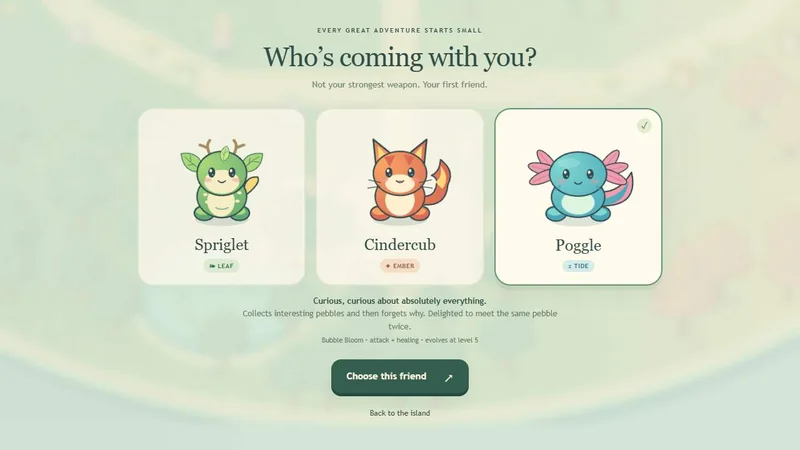 EVERY GREAT ADVENTURE STARTS SMALL
Who’s coming with you?
Not your strongest weapon. Your first friend.
Spriglet
LEAF
Cindercub
EMBER
Poggle
TIDE
Curious, curious about absolutely everything.
Collects interesting pebbles and then forgets why. Delighted to meet the same pebble
twice.
Bubble Bloom · attack + healing · evolves at level 5
Choose this friend
Back to the island